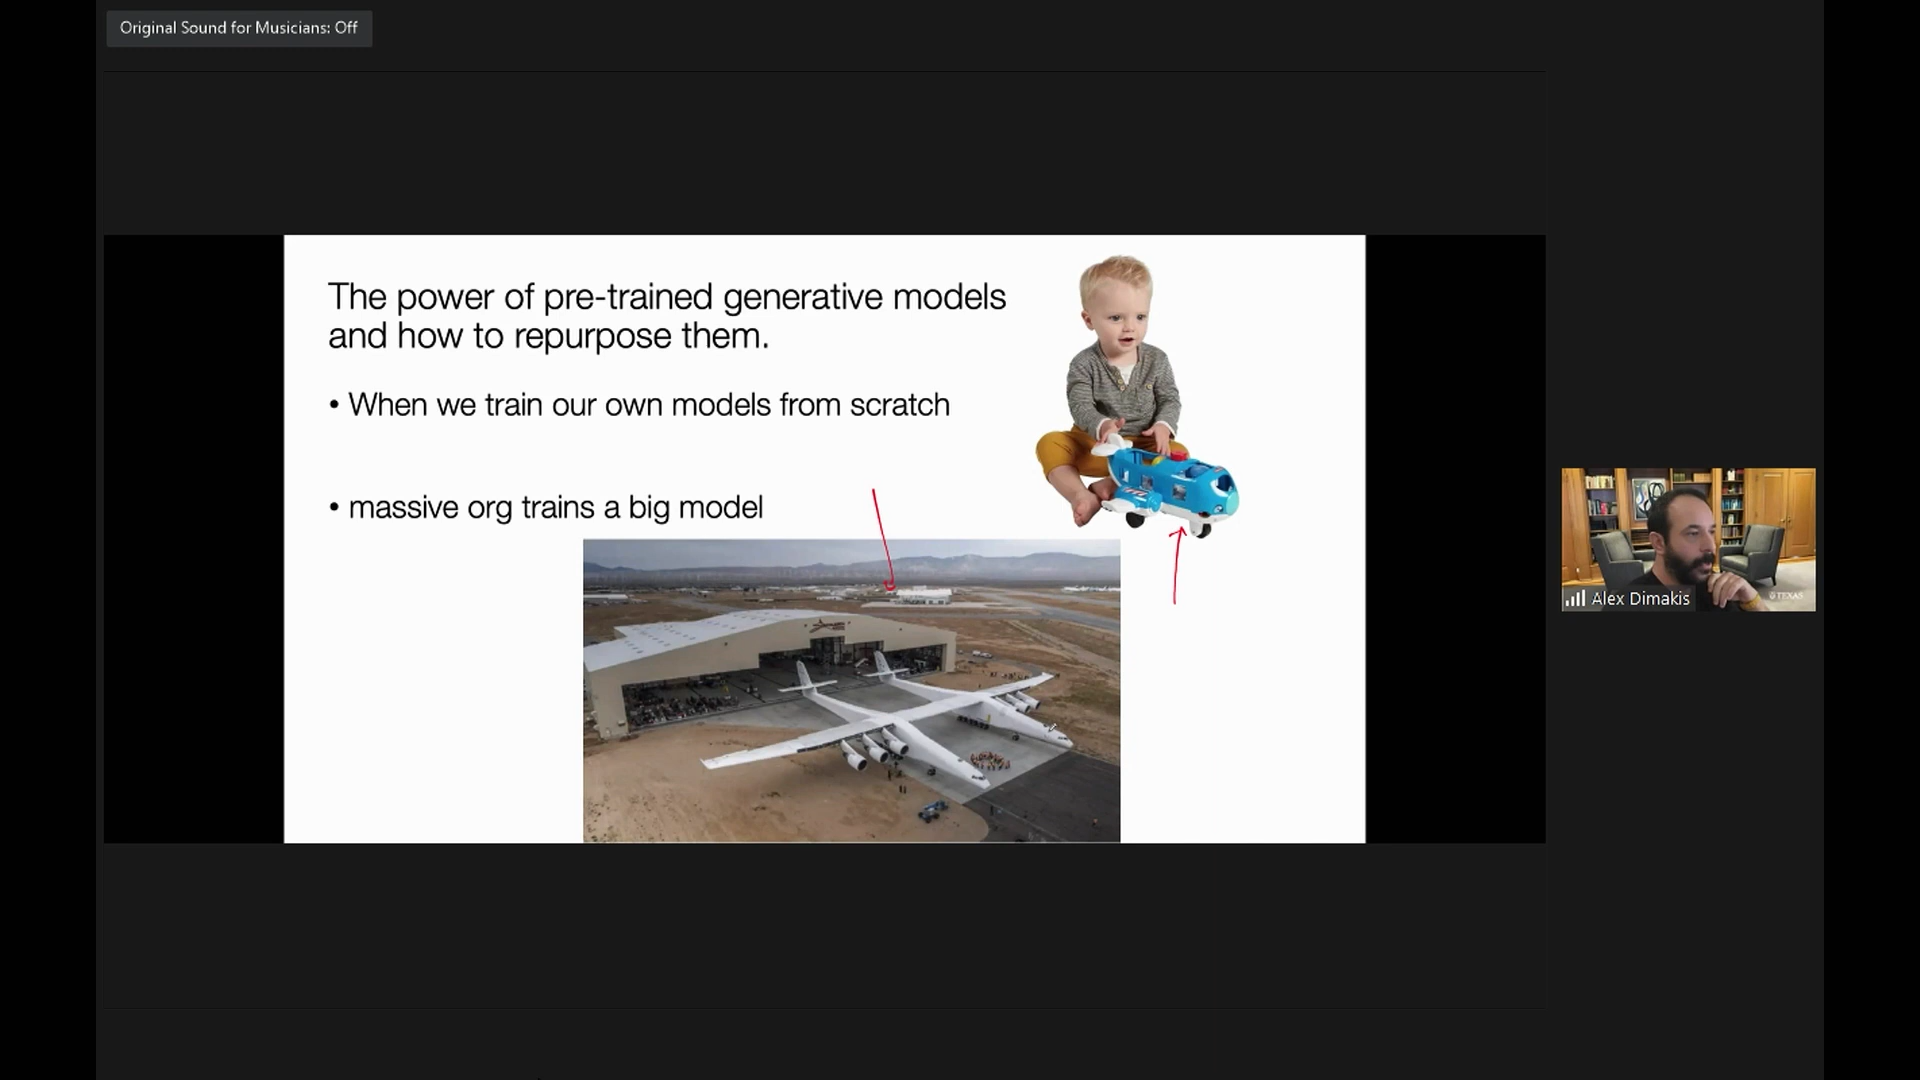 Original Sound for Musicians: Off
The power of pre-trained generative models
and how to repurpose them.
• When we train our own models from scratch
• massive org trains a big model
Alex Dimakis
TEXAS